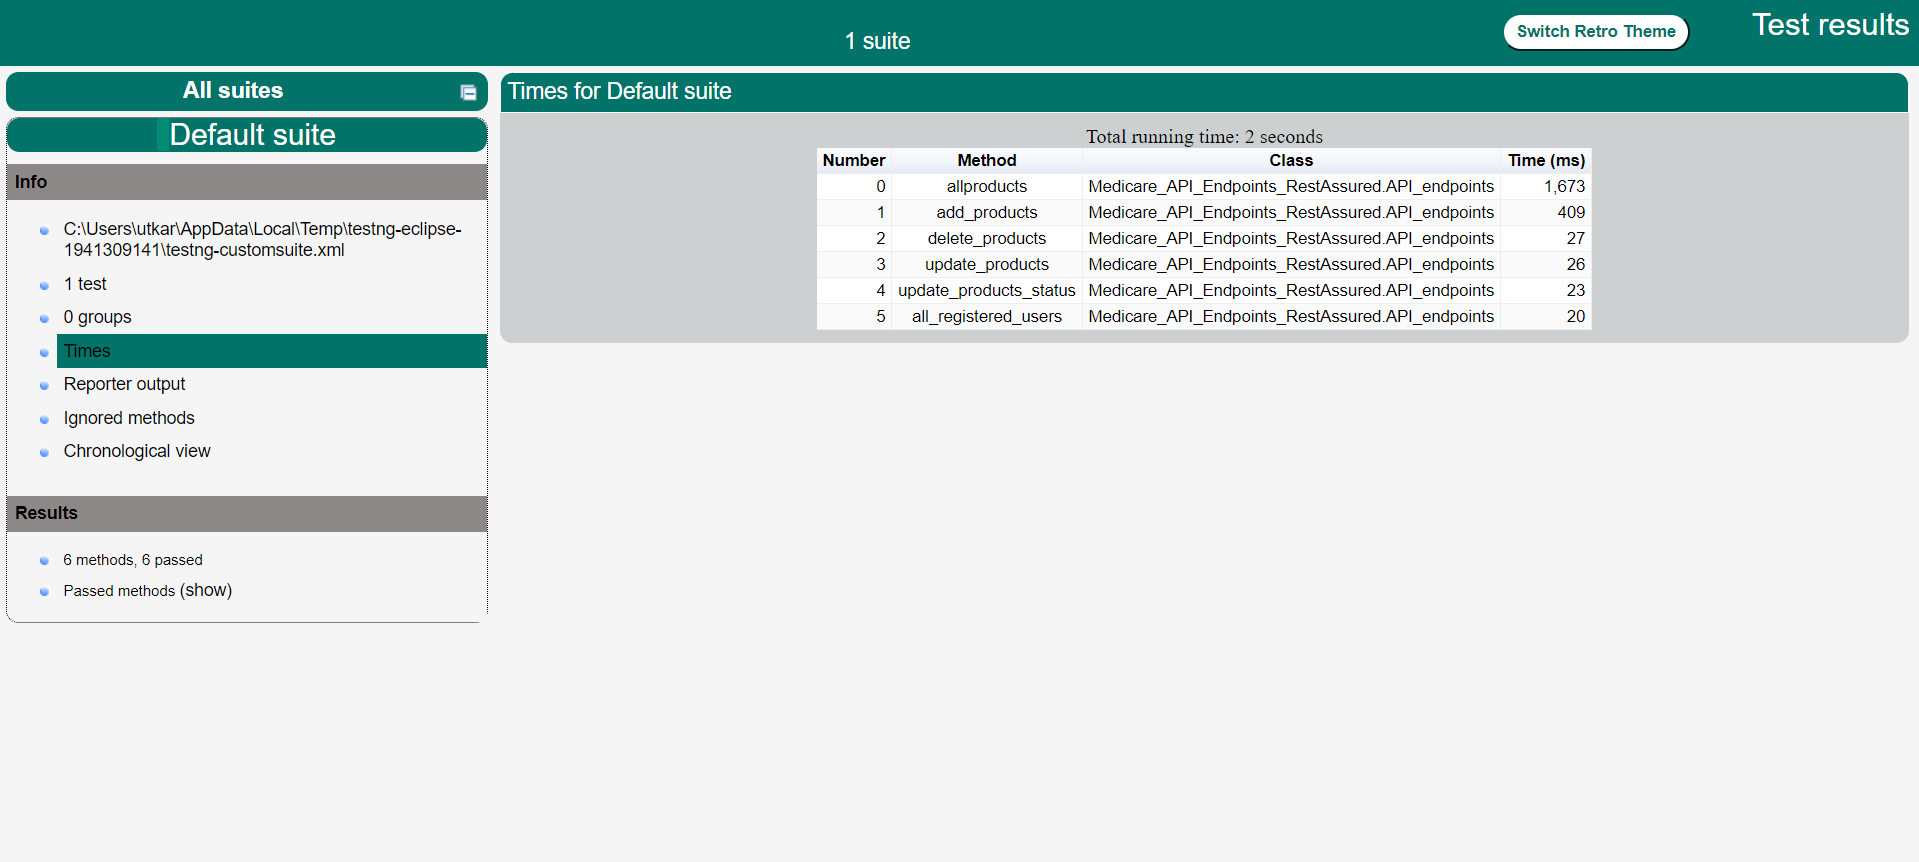 1 suite
Switch Retro Theme
Test results
All suites
Default suite
Info
C:\Users\utkar\AppData\Local\Temp\testng-eclipse-
1941309141\testng-customsuite.xml
1 test
0 groups
Times
Reporter output
Ignored methods
Chronological view
Results
6 methods, 6 passed
Passed methods (show)
Times for Default suite
Total running time: 2 seconds
Number Method Class Time (ms)
0 allproducts Medicare_API_Endpoints_RestAssured.API_endpoints 1,673
1 add_products Medicare_API_Endpoints_RestAssured.API_endpoints 409
2 delete_products Medicare_API_Endpoints_RestAssured.API_endpoints 27
3 update_products Medicare_API_Endpoints_RestAssured.API_endpoints 26
4 update_products_status Medicare_API_Endpoints_RestAssured.API_endpoints 23
5 all_registered_users Medicare_API_Endpoints_RestAssured.API_endpoints 20